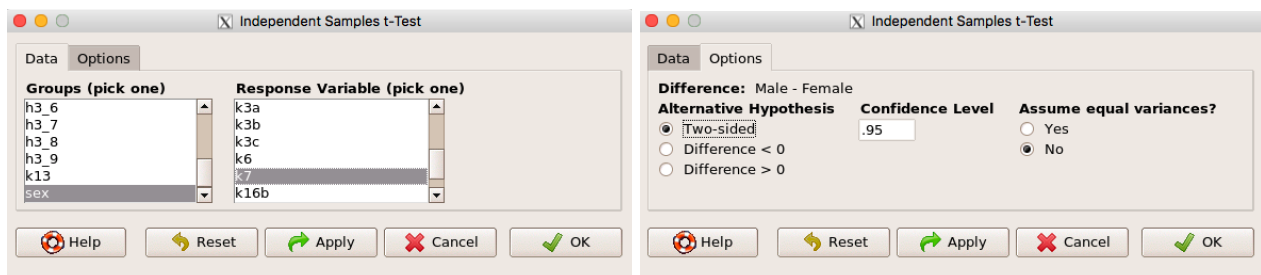 Independent Samples t-Test
Data Options
Groups (pick one) Response Variable (pick one)
h3_6 k3a
h3_7 k3b
h3_8 k3c
h3_9 k6
k13 k7
sex k16b
Help Reset Apply Cancel OK
Independent Samples t-Test
Data Options
Difference: Male - Female
Alternative Hypothesis Confidence Level Assume equal variances?
Two-sided .95 Yes
Difference < 0 No
Difference > 0
Help Reset Apply Cancel OK